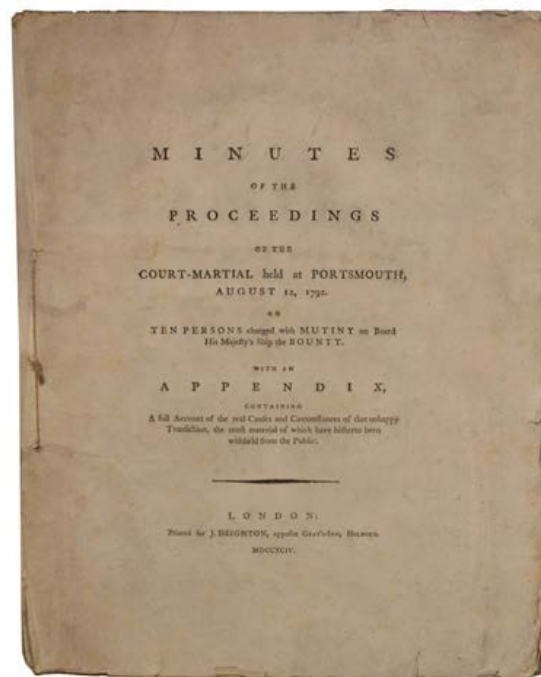 MINUTES
OF THE
PROCEEDINGS
OF THE
COURT-MARTIAL held at PORTSMOUTH,
AUGUST 12, 1792.
ON
TEN PERSONS charged with MUTINY on Board
His Majesty's Ship the BOUNTY.
WITH AN
APPENDIX,
CONTAINING
A full Account of the real Causes and Circumstances of that unhappy
Transaction, the most material of which have hitherto been
withheld from the Public.
LONDON:
Printed for J. DEIGHTON, opposite GRAY'S-INN, HOLBORN.
MDCCXCIV.